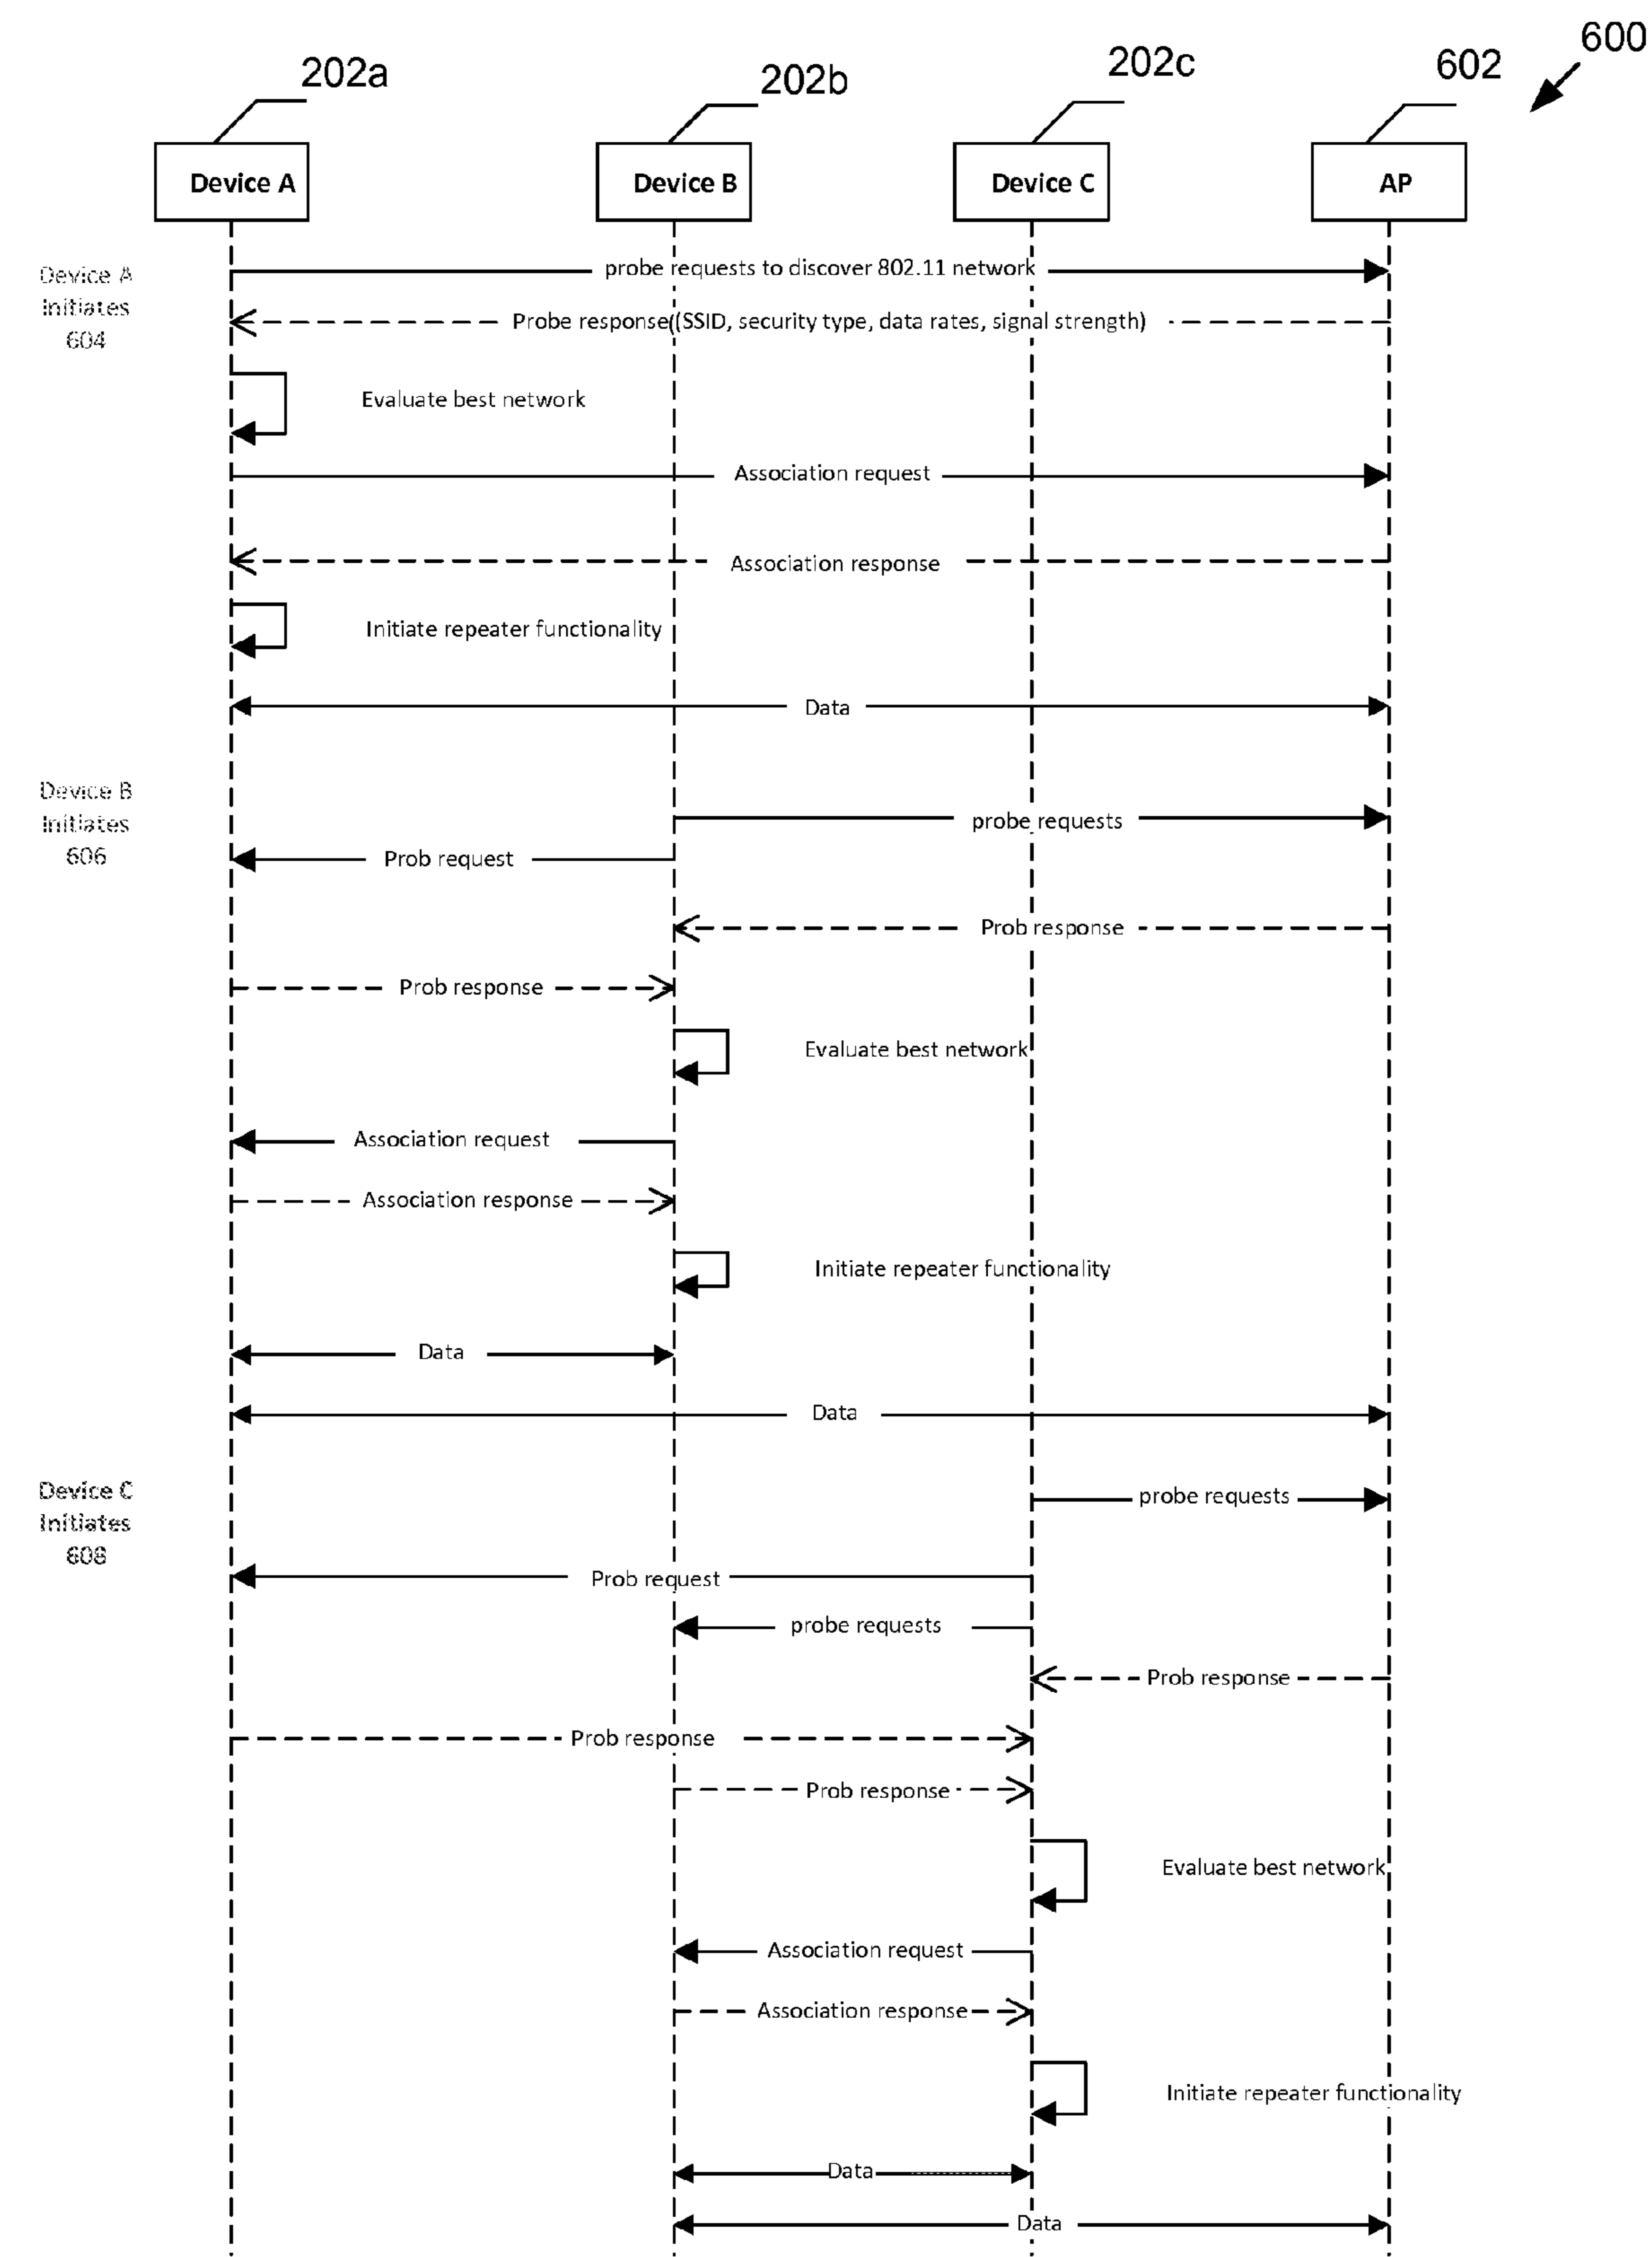 600
202a
202b
202c
602
Device A
Device B
Device C
AP
Device A
Initiates
604
probe requests to discover 802.11 network
Probe response((SSID, security type, data rates, signal strength)
Evaluate best network
Association request
Association response
Initiate repeater functionality
Data
Device B
Initiates
606
probe requests
Prob request
Prob response
Prob response
Evaluate best network
Association request
Association response
Initiate repeater functionality
Data
Data
Device C
Initiates
608
probe requests
Prob request
probe requests
Prob response
Prob response
Prob response
Evaluate best network
Association request
Association response
Initiate repeater functionality
Data
Data